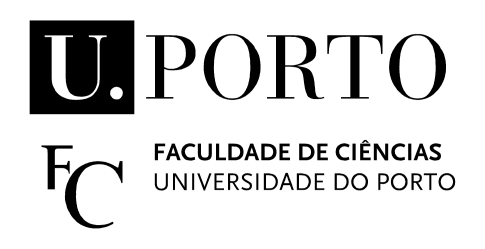 U. PORTO
FC
FACULDADE DE CIÊNCIAS
UNIVERSIDADE DO PORTO